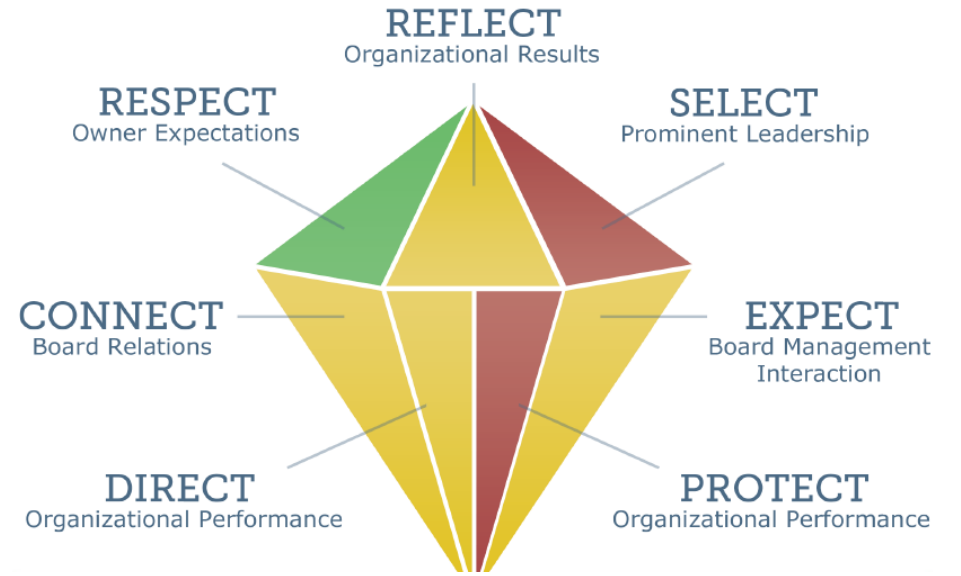 REFLECT
Organizational Results
RESPECT
Owner Expectations
SELECT
Prominent Leadership
CONNECT
Board Relations
EXPECT
Board Management
Interaction
DIRECT
Organizational Performance
PROTECT
Organizational Performance